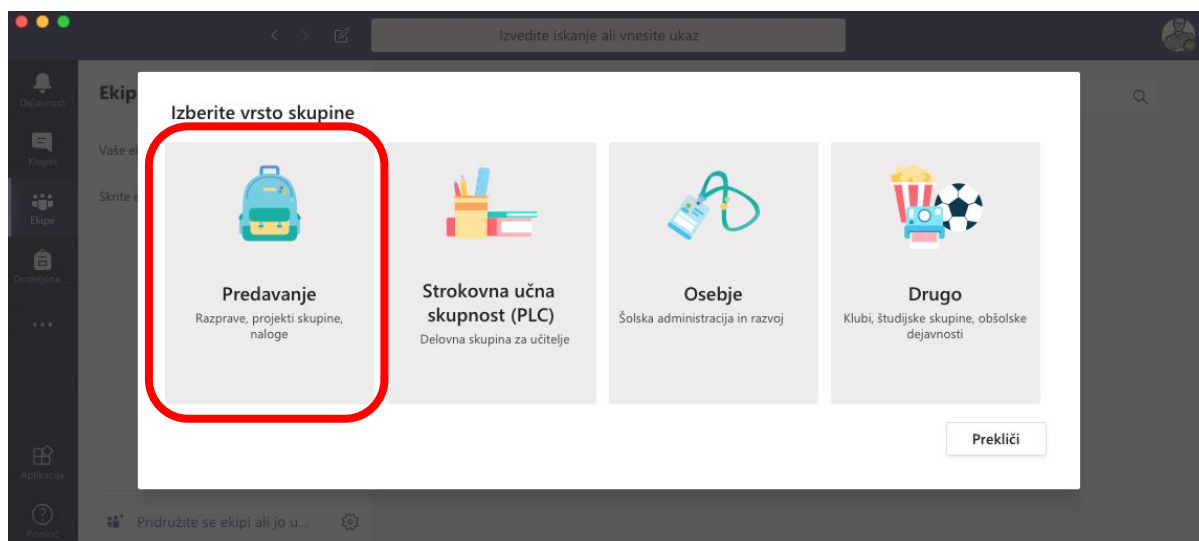 Izvedite iskanje ali vnesite ukaz
Dejavnost
Ekip
Izberite vrsto skupine
Klepet
Vaše e
Skrite e
Ekipe
Dodeljene ...
Predavanje
Razprave, projekti skupine,
naloge
Strokovna učna
skupnost (PLC)
Delovna skupina za učitelje
Osebje
Šolska administracija in razvoj
Drugo
Klubi, študijske skupine, obšolske
dejavnosti
Prekliči
Aplikacije
Pridružite se ekipi ali jo u...
Pomoč